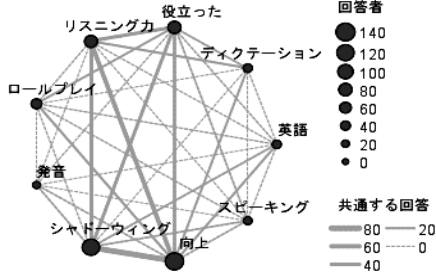 役立った
リスニング力
ディクテーション
ロールプレイ
英語
発音
スピーキング
シャドーウィング
向上
回答者
140
120
100
80
60
40
20
0
共通する回答
80
20
60
0
40